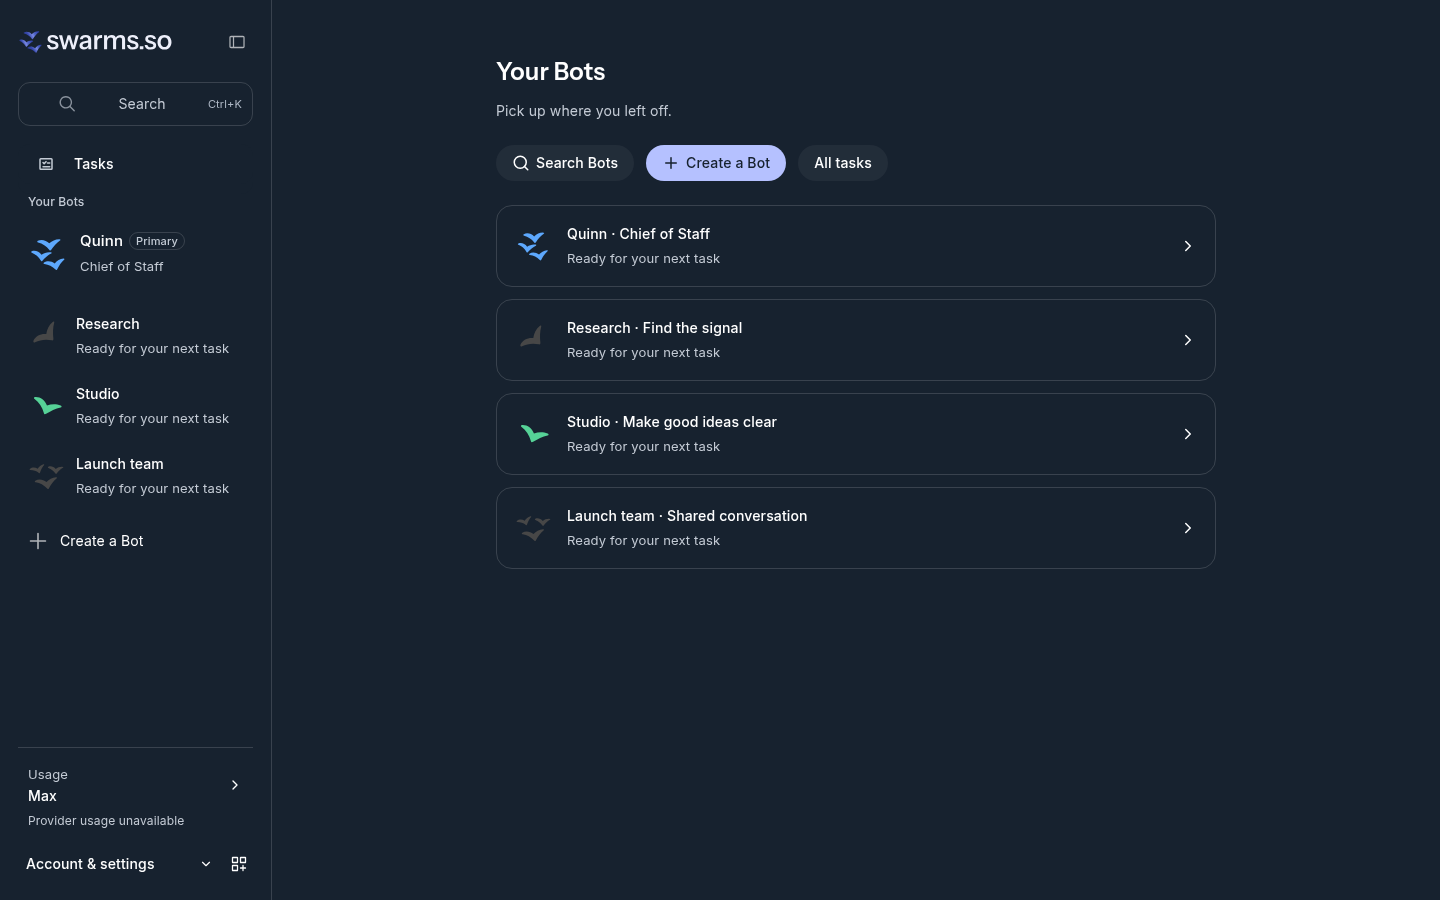 swarms.so
Search Ctrl+K
Tasks
Your Bots
Quinn Primary
Chief of Staff
Research
Ready for your next task
Studio
Ready for your next task
Launch team
Ready for your next task
Create a Bot
Usage
Max
Provider usage unavailable
Account & settings
Your Bots
Pick up where you left off.
Search Bots Create a Bot All tasks
Quinn · Chief of Staff
Ready for your next task
Research · Find the signal
Ready for your next task
Studio · Make good ideas clear
Ready for your next task
Launch team · Shared conversation
Ready for your next task